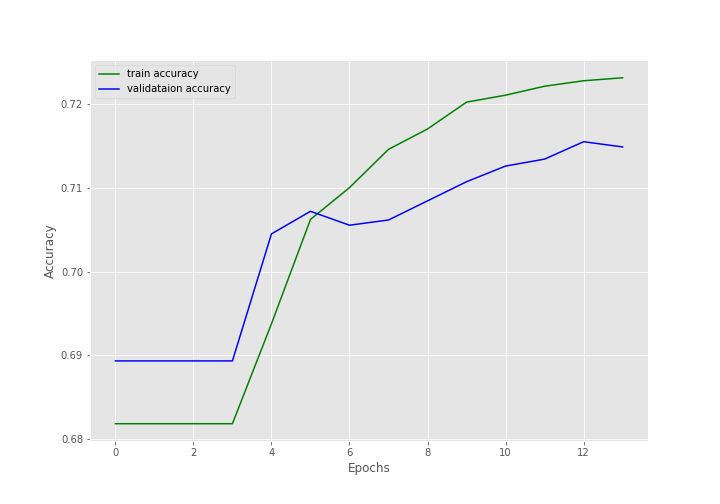 train accuracy
validataion accuracy
0.72
0.71
0.70
0.69
0.68
Accuracy
0 2 4 6 8 10 12
Epochs